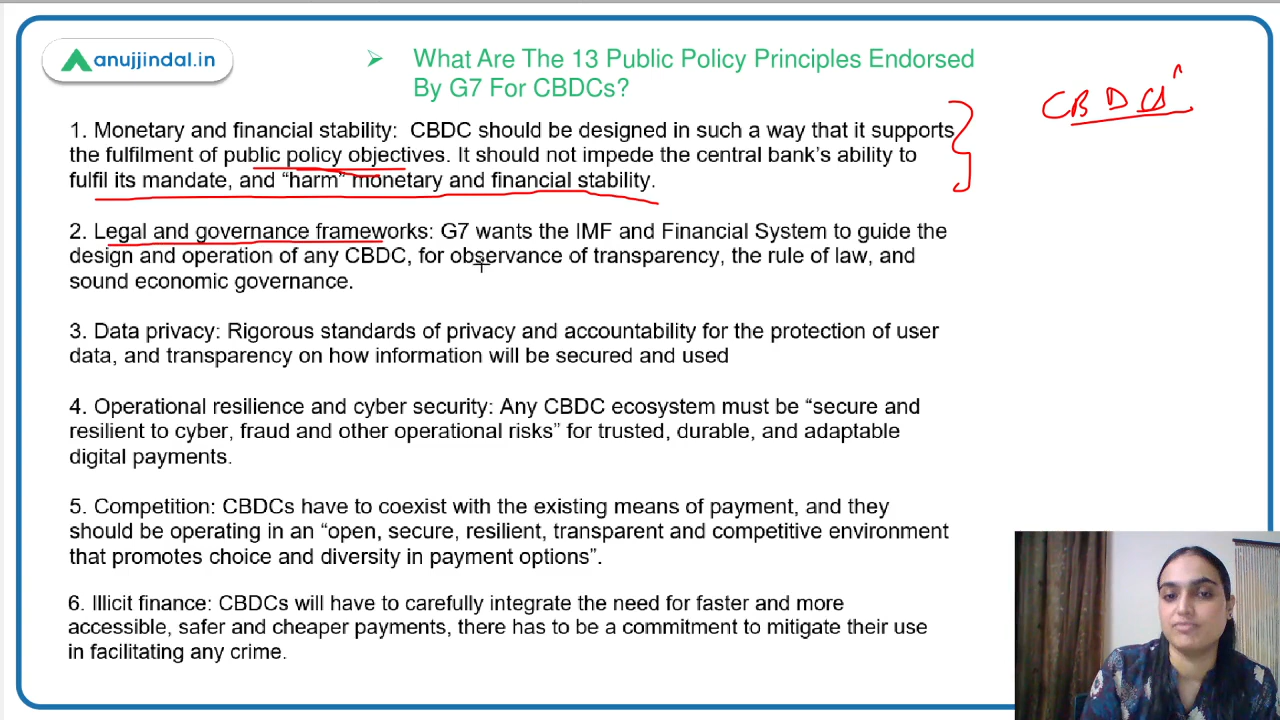 anujjindal.in
What Are The 13 Public Policy Principles Endorsed
By G7 For CBDCs?
CBDCs
1. Monetary and financial stability: CBDC should be designed in such a way that it supports
the fulfilment of public policy objectives. It should not impede the central bank’s ability to
fulfil its mandate, and “harm” monetary and financial stability.
2. Legal and governance frameworks: G7 wants the IMF and Financial System to guide the
design and operation of any CBDC, for observance of transparency, the rule of law, and
sound economic governance.
3. Data privacy: Rigorous standards of privacy and accountability for the protection of user
data, and transparency on how information will be secured and used
4. Operational resilience and cyber security: Any CBDC ecosystem must be “secure and
resilient to cyber, fraud and other operational risks” for trusted, durable, and adaptable
digital payments.
5. Competition: CBDCs have to coexist with the existing means of payment, and they
should be operating in an “open, secure, resilient, transparent and competitive environment
that promotes choice and diversity in payment options”.
6. Illicit finance: CBDCs will have to carefully integrate the need for faster and more
accessible, safer and cheaper payments, there has to be a commitment to mitigate their use
in facilitating any crime.